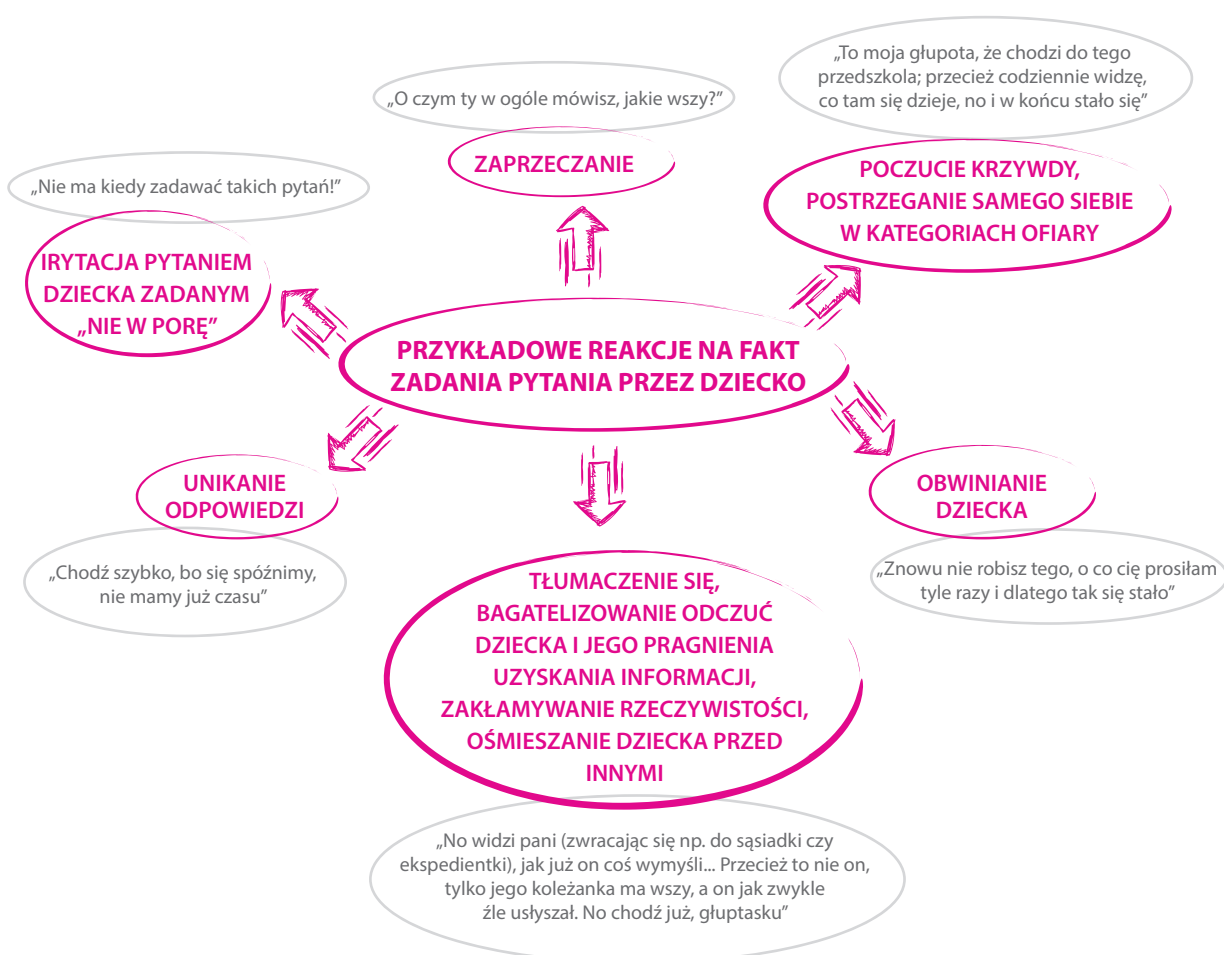 „To moja głupota, że chodzi do tego
przedszkola; przecież codziennie widzę,
co tam się dzieje, no i w końcu stało się”
„O czym ty w ogóle mówisz, jakie wszy?”
ZAPRZECZANIE
POCZUCIE KRZYWDY,
POSTRZEGANIE SAMEGO SIEBIE
W KATEGORIACH OFIARY
„Nie ma kiedy zadawać takich pytań!”
IRYTACJA PYTANIEM
DZIECKA ZADANYM
„NIE W PORĘ”
PRZYKŁADOWE REAKCJE NA FAKT
ZADANIA PYTANIA PRZEZ DZIECKO
UNIKANIE
ODPOWIEDZI
„Chodź szybko, bo się spóźnimy,
nie mamy już czasu”
OBWINIANIE
DZIECKA
„Znowu nie robisz tego, o co cię prosiłam
tyle razy i dlatego tak się stało”
TŁUMACZENIE SIĘ,
BAGATELIZOWANIE ODCZUĆ
DZIECKA I JEGO PRAGNIENIA
UZYSKANIA INFORMACJI,
ZAKŁAMYWANIE RZECZYWISTOŚCI,
OŚMIESZANIE DZIECKA PRZED
INNYMI
„No widzi pani (zwracając się np. do sąsiadki czy
ekspedientki), jak już on coś wymyśli... Przecież to nie on,
tylko jego koleżanka ma wszy, a on jak zwykle
źle usłyszał. No chodź już, głuptasku”